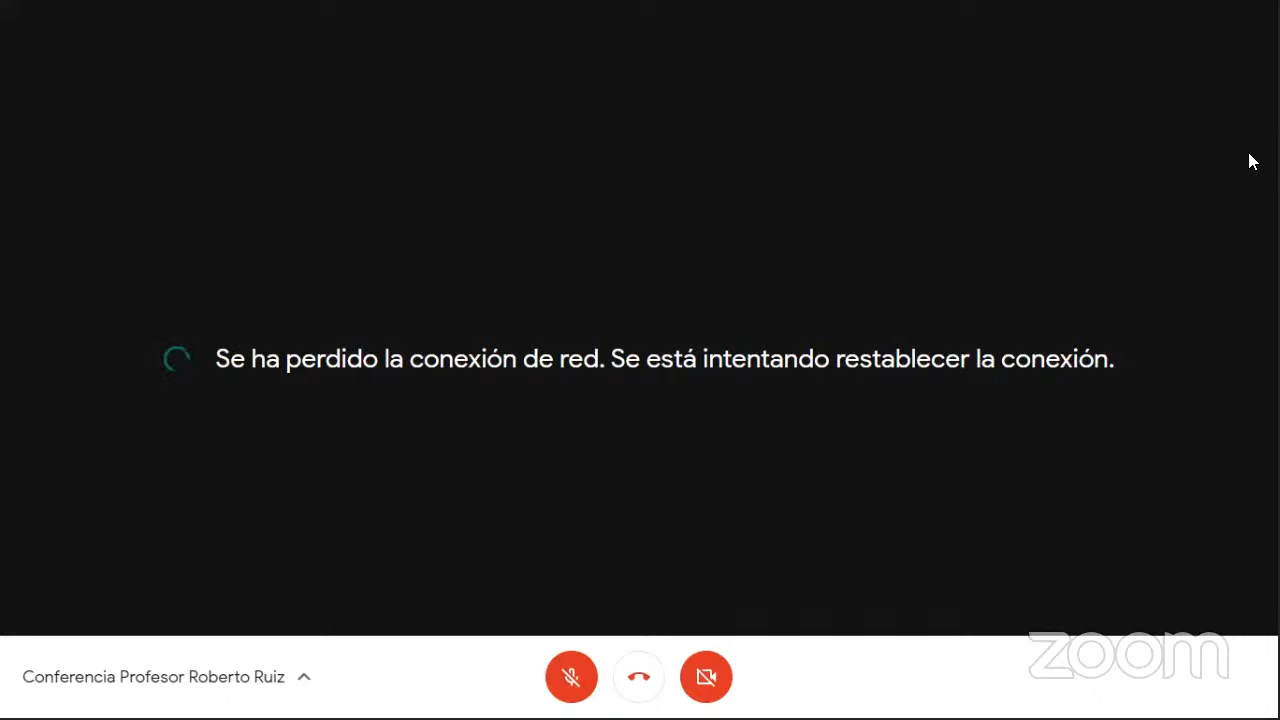 Se ha perdido la conexión de red. Se está intentando restablecer la conexión.
Conferencia Profesor Roberto Ruiz
zoom